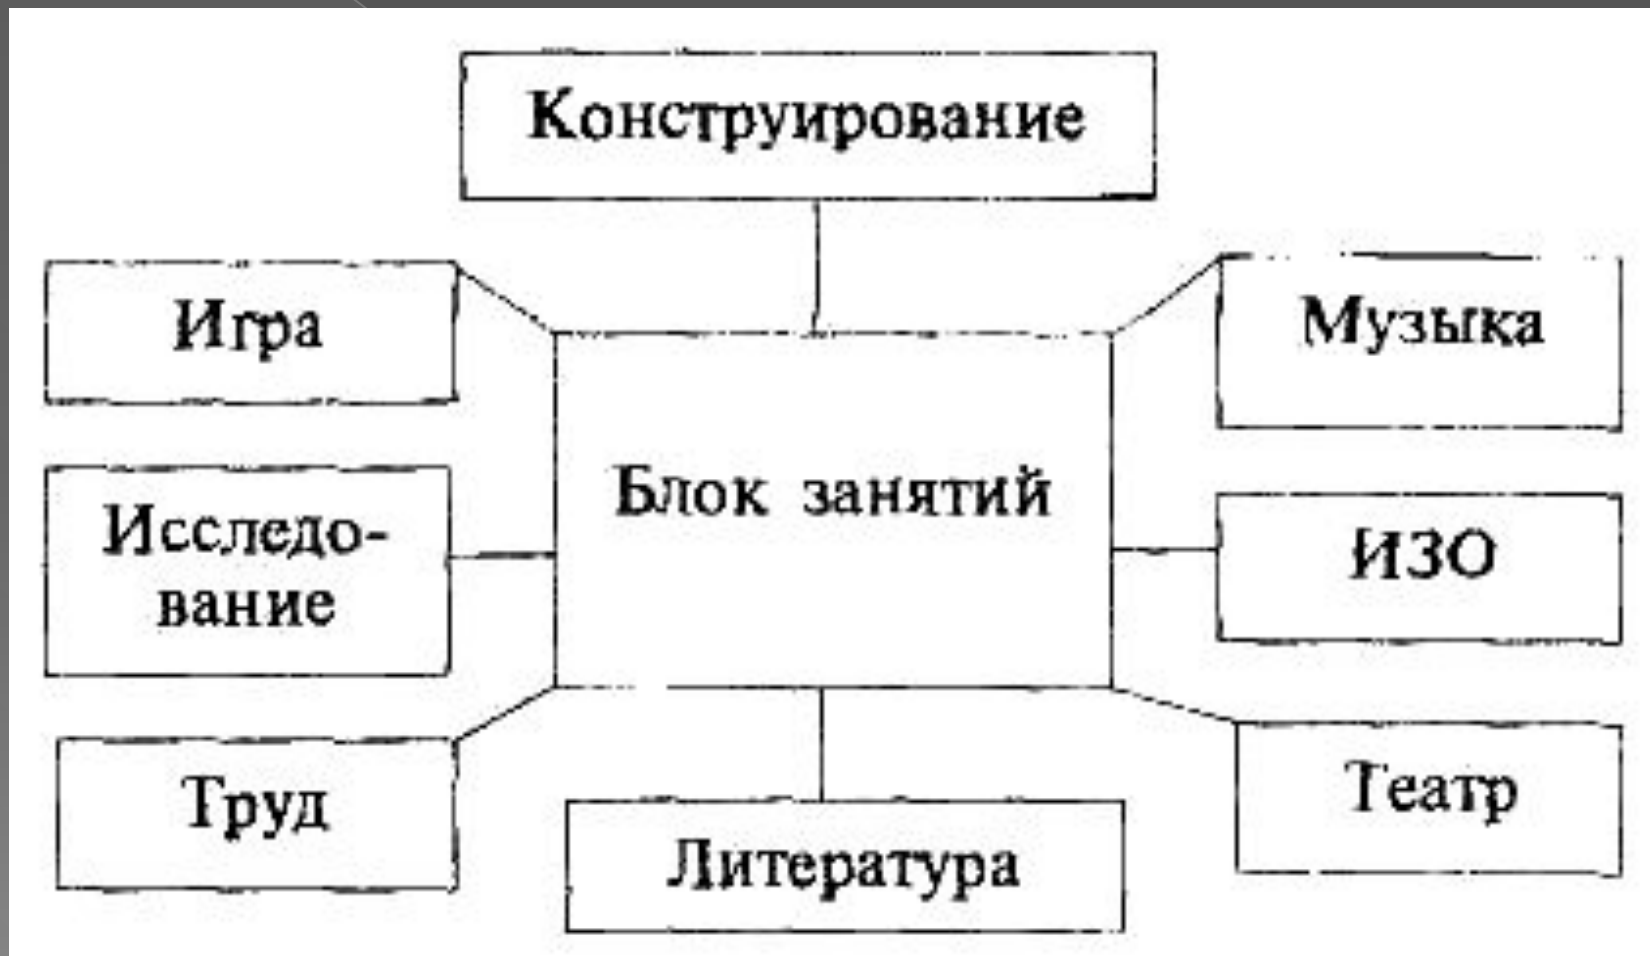 Конструирование
Игра
Музыка
Блок занятий
Исследо-
вание
ИЗО
Труд
Театр
Литература